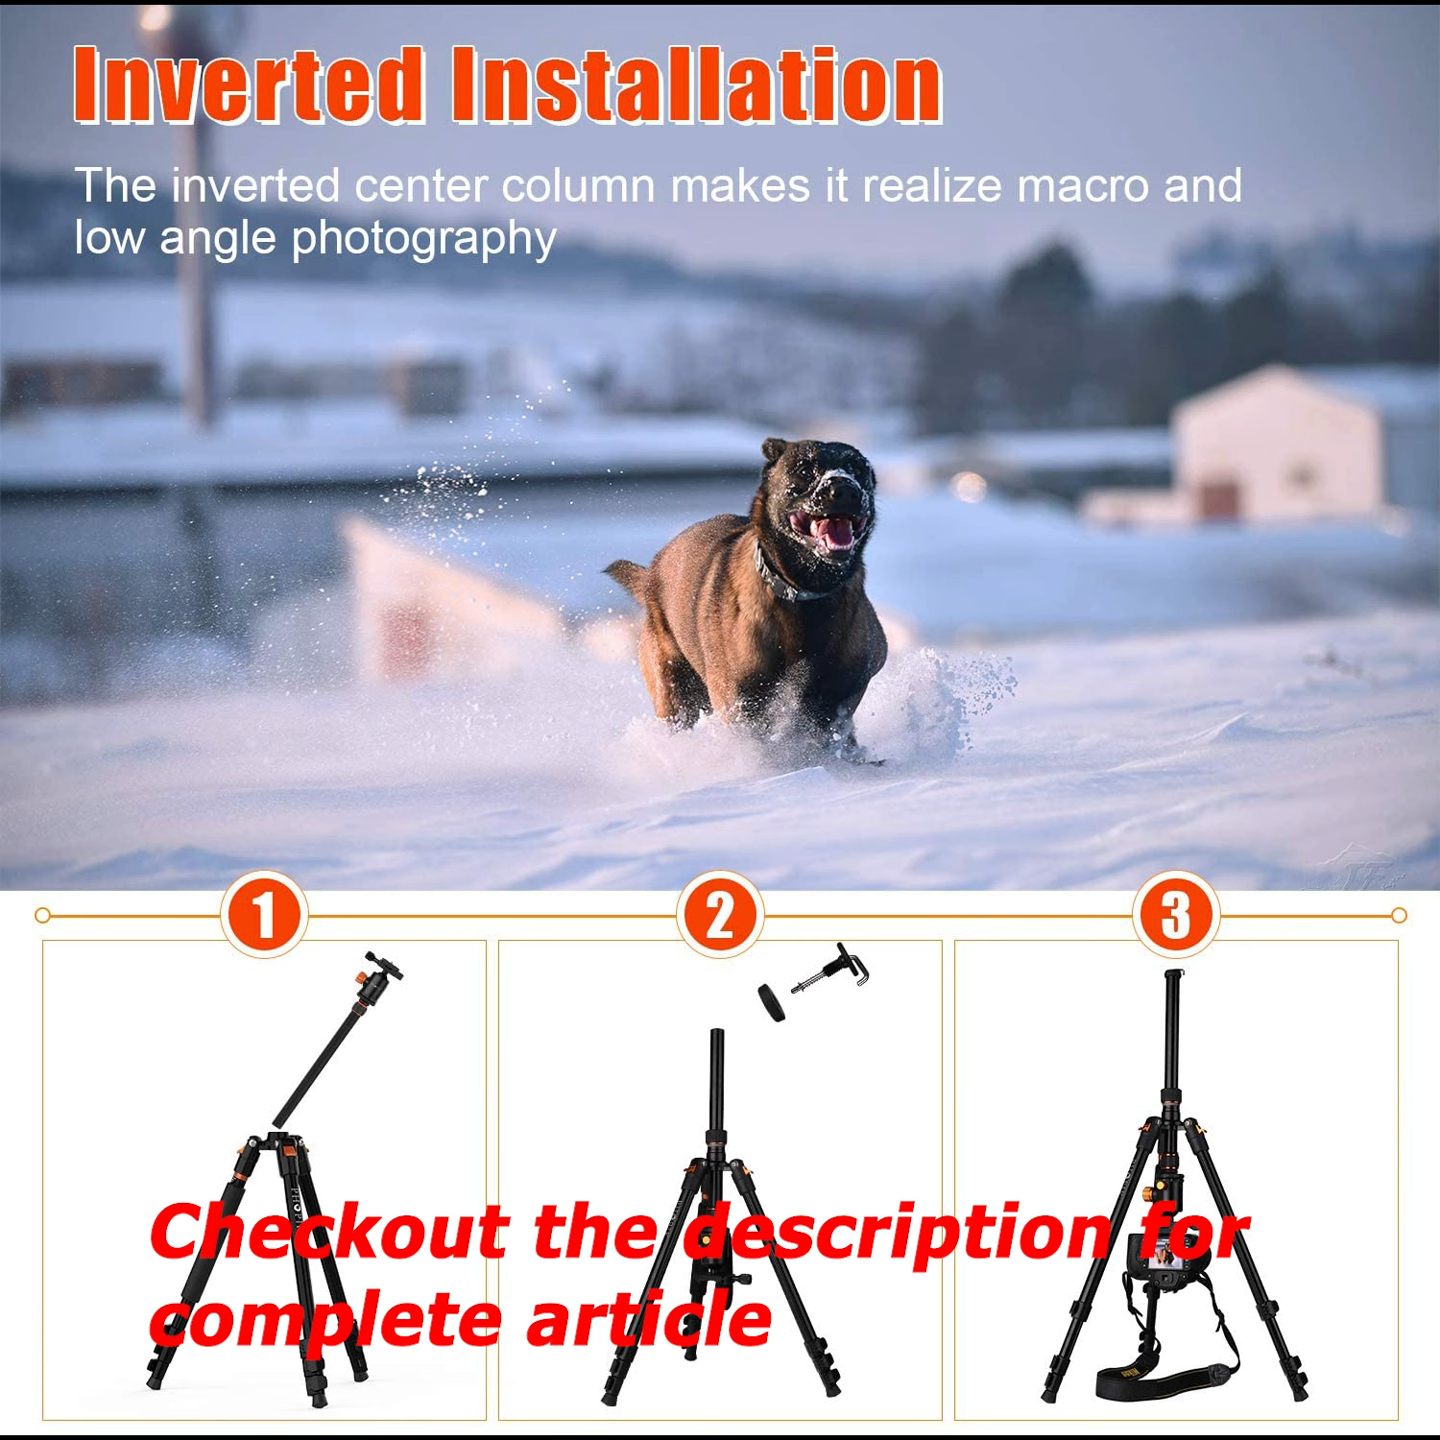 Inverted Installation
The inverted center column makes it realize macro and
low angle photography
1
2
3
Checkout the description for
complete article